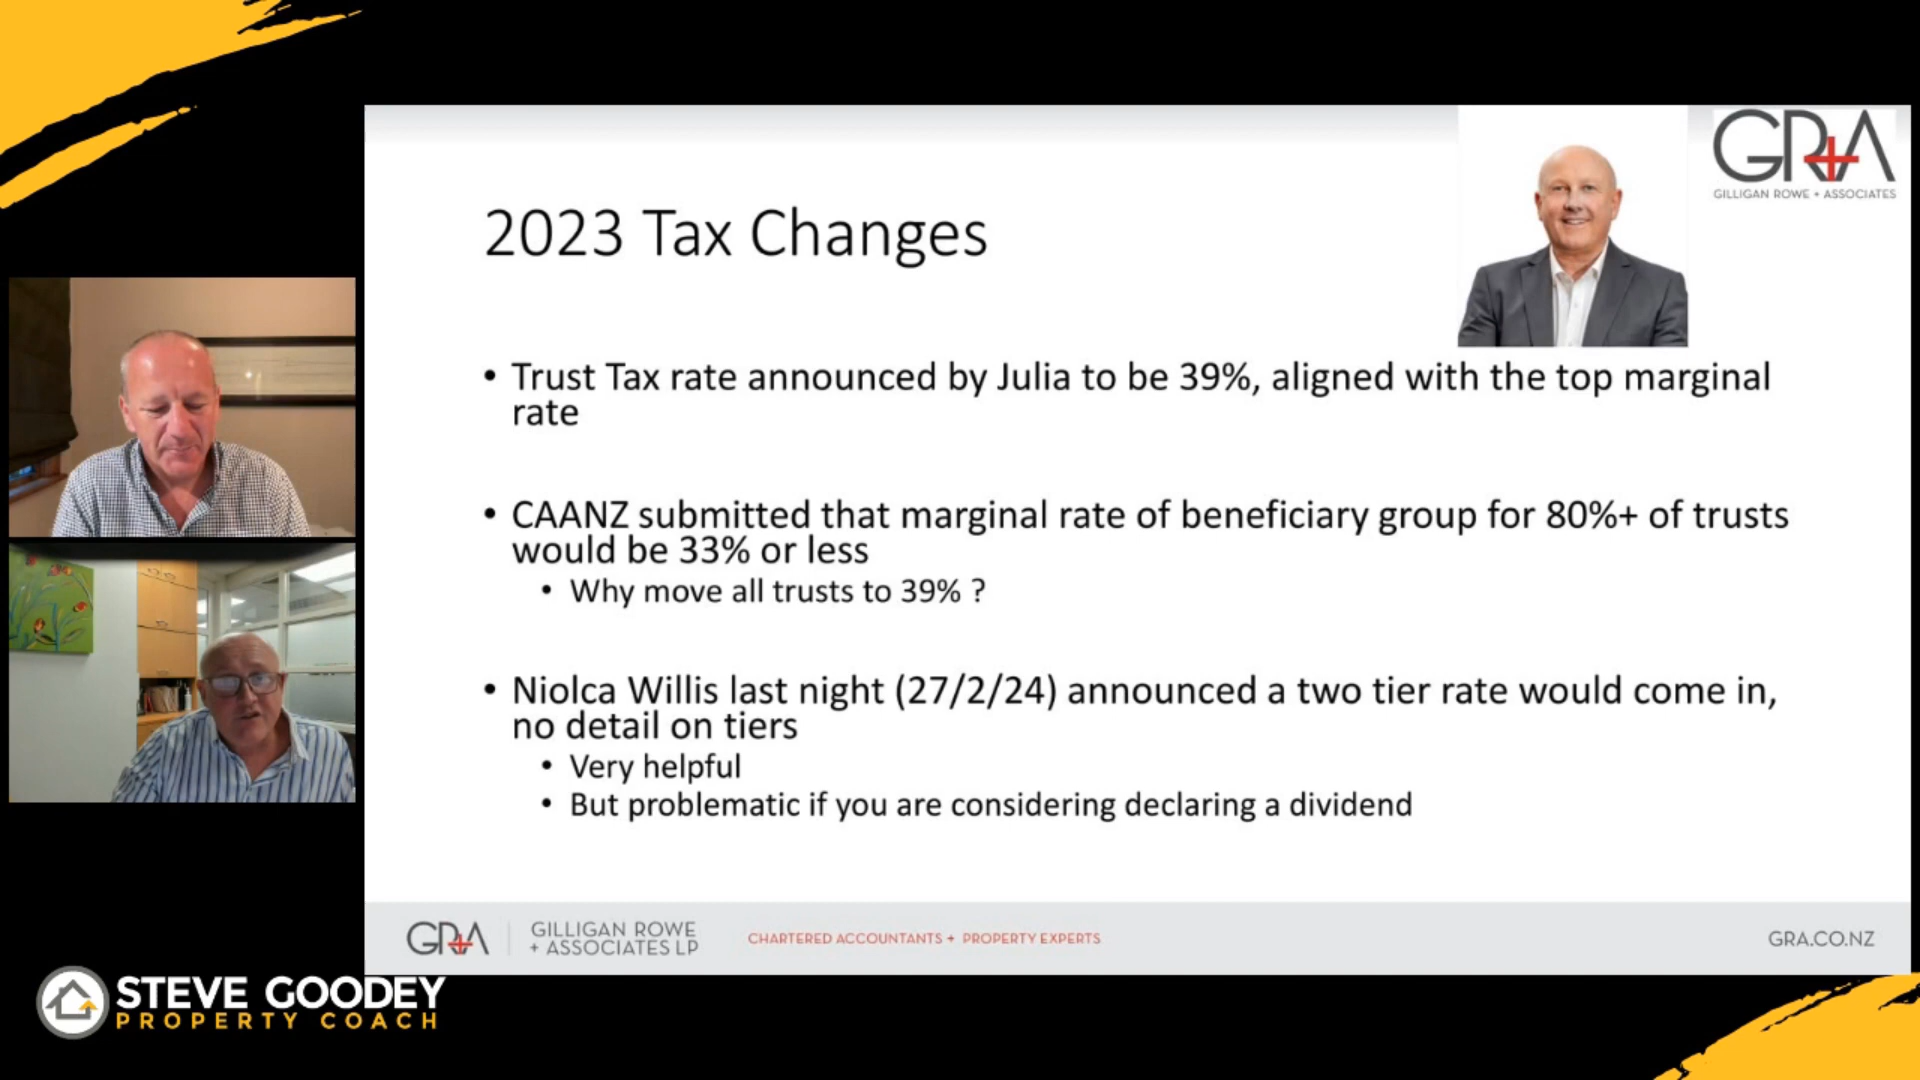 GR+A
GILLIGAN ROWE + ASSOCIATES
2023 Tax Changes
• Trust Tax rate announced by Julia to be 39%, aligned with the top marginal
rate
• CAANZ submitted that marginal rate of beneficiary group for 80%+ of trusts
would be 33% or less
• Why move all trusts to 39% ?
• Niolca Willis last night (27/2/24) announced a two tier rate would come in,
no detail on tiers
• Very helpful
• But problematic if you are considering declaring a dividend
GR+A
GILLIGAN ROWE
+ ASSOCIATES LP
CHARTERED ACCOUNTANTS + PROPERTY EXPERTS
GRA.CO.NZ
STEVE GOODEY
PROPERTY COACH